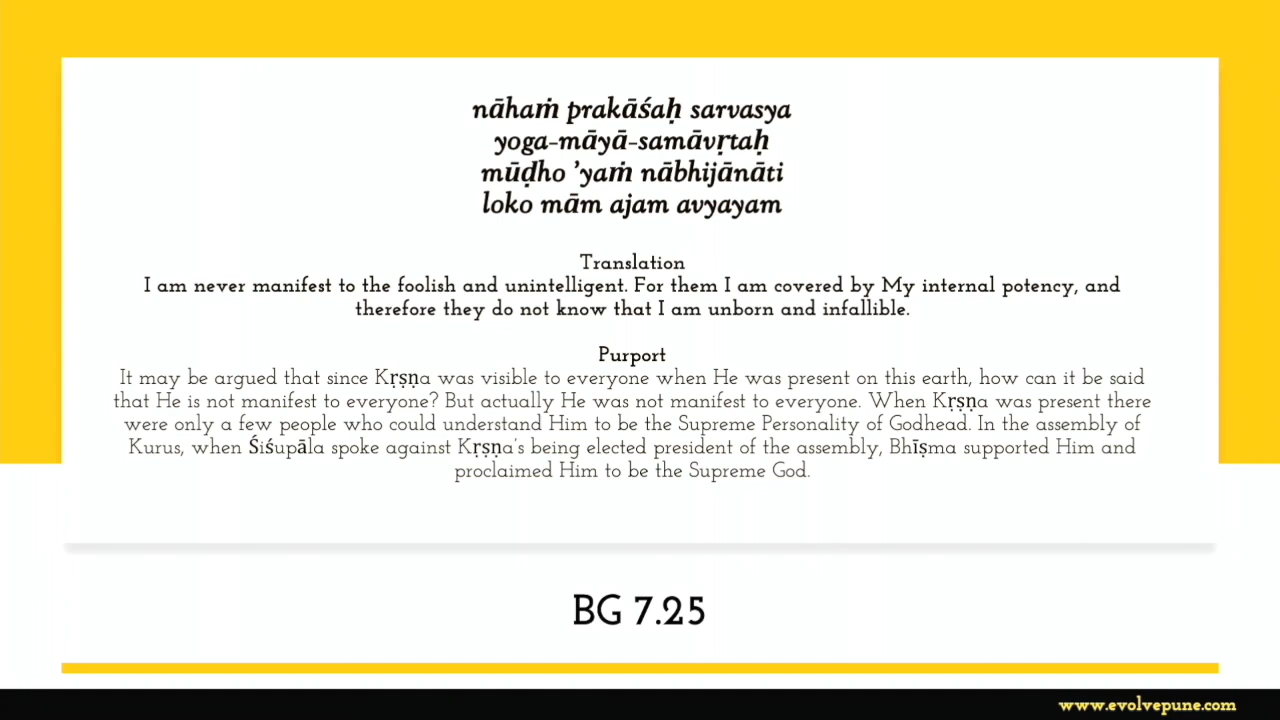 nāhaṁ prakāśaḥ sarvasya
yoga-māyā-samāvṛtaḥ
mūḍho ’yaṁ nābhijānāti
loko mām ajam avyayam
Translation
I am never manifest to the foolish and unintelligent. For them I am covered by My internal potency, and
therefore they do not know that I am unborn and infallible.
Purport
It may be argued that since Kṛṣṇa was visible to everyone when He was present on this earth, how can it be said
that He is not manifest to everyone? But actually He was not manifest to everyone. When Kṛṣṇa was present there
were only a few people who could understand Him to be the Supreme Personality of Godhead. In the assembly of
Kurus, when Śiśupāla spoke against Kṛṣṇa's being elected president of the assembly, Bhīṣma supported Him and
proclaimed Him to be the Supreme God.
BG 7.25
www.evolvepune.com